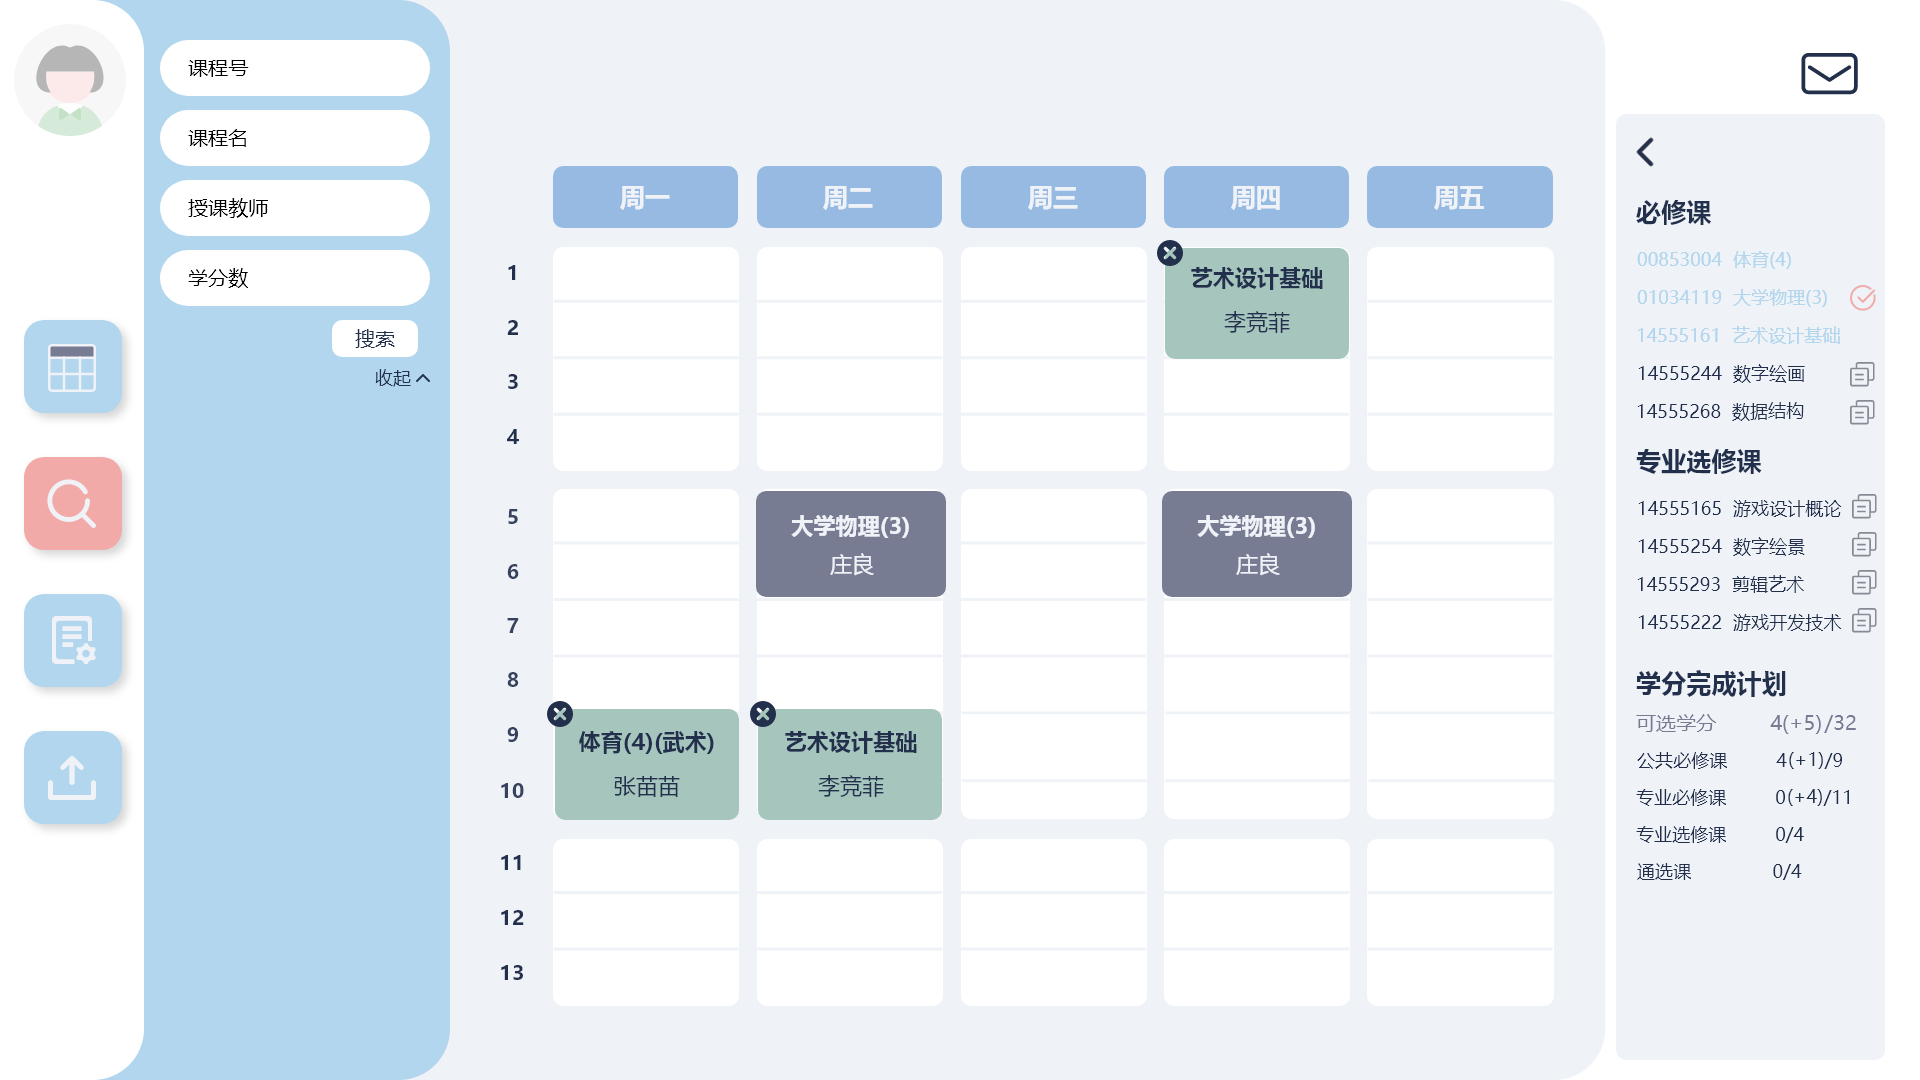 课程号
课程名
授课教师
学分数
搜索
收起
周一 周二 周三 周四 周五
1
艺术设计基础
李竞菲
2
3
4
5
大学物理(3) 大学物理(3)
庄良 庄良
6
7
8
9
体育(4)(武术) 艺术设计基础
张苗苗 李竞菲
10
11
12
13
必修课
00853004 体育(4)
01034119 大学物理(3)
14555161 艺术设计基础
14555244 数字绘画
14555268 数据结构
专业选修课
14555165 游戏设计概论
14555254 数字绘景
14555293 剪辑艺术
14555222 游戏开发技术
学分完成计划
可选学分 4(+5)/32
公共必修课 4(+1)/9
专业必修课 0(+4)/11
专业选修课 0/4
通选课 0/4